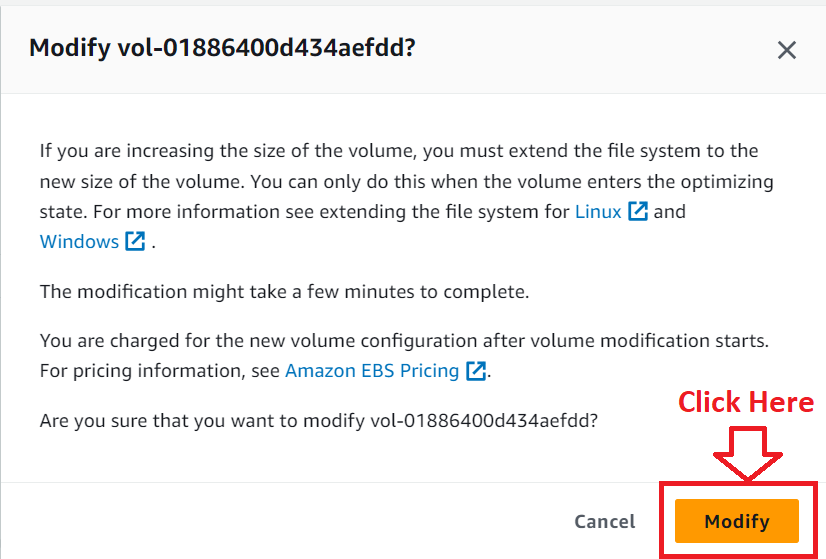 Modify vol-01886400d434aefdd?
If you are increasing the size of the volume, you must extend the file system to the
new size of the volume. You can only do this when the volume enters the optimizing
state. For more information see extending the file system for Linux and
Windows .
The modification might take a few minutes to complete.
You are charged for the new volume configuration after volume modification starts.
For pricing information, see Amazon EBS Pricing .
Are you sure that you want to modify vol-01886400d434aefdd?
Click Here
Cancel
Modify